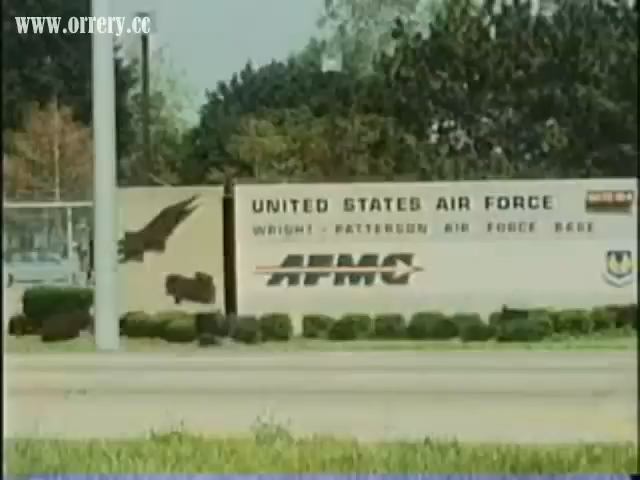 www.orrery.cc
UNITED STATES AIR FORCE
WRIGHT - PATTERSON AIR FORCE BASE
AFMC